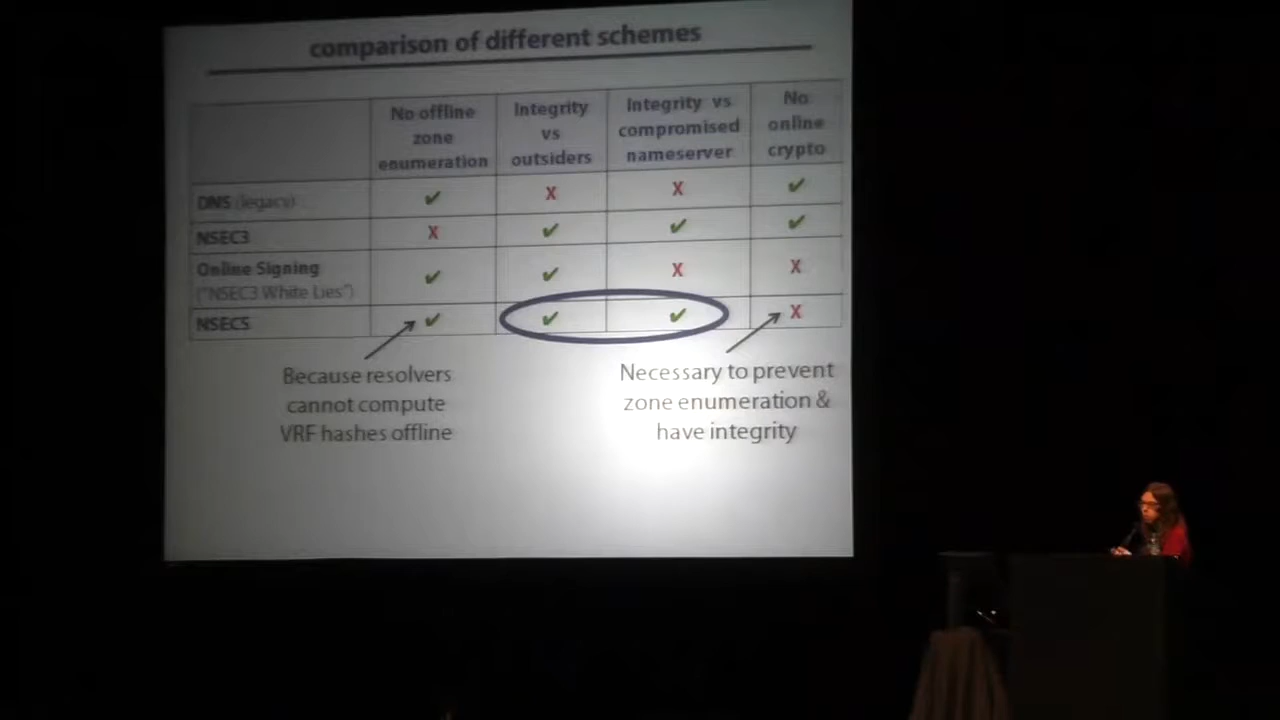 comparison of different schemes
No offline zone enumeration
Integrity vs outsiders
Integrity vs compromised nameserver
No online crypto
DNS (legacy) ✔ X X ✔
NSEC3 X ✔ ✔ ✔
Online Signing
("NSEC3 White Lies") ✔ ✔ X X
NSEC5 ✔ ✔ ✔ X
Because resolvers
cannot compute
VRF hashes offline
Necessary to prevent
zone enumeration &
have integrity